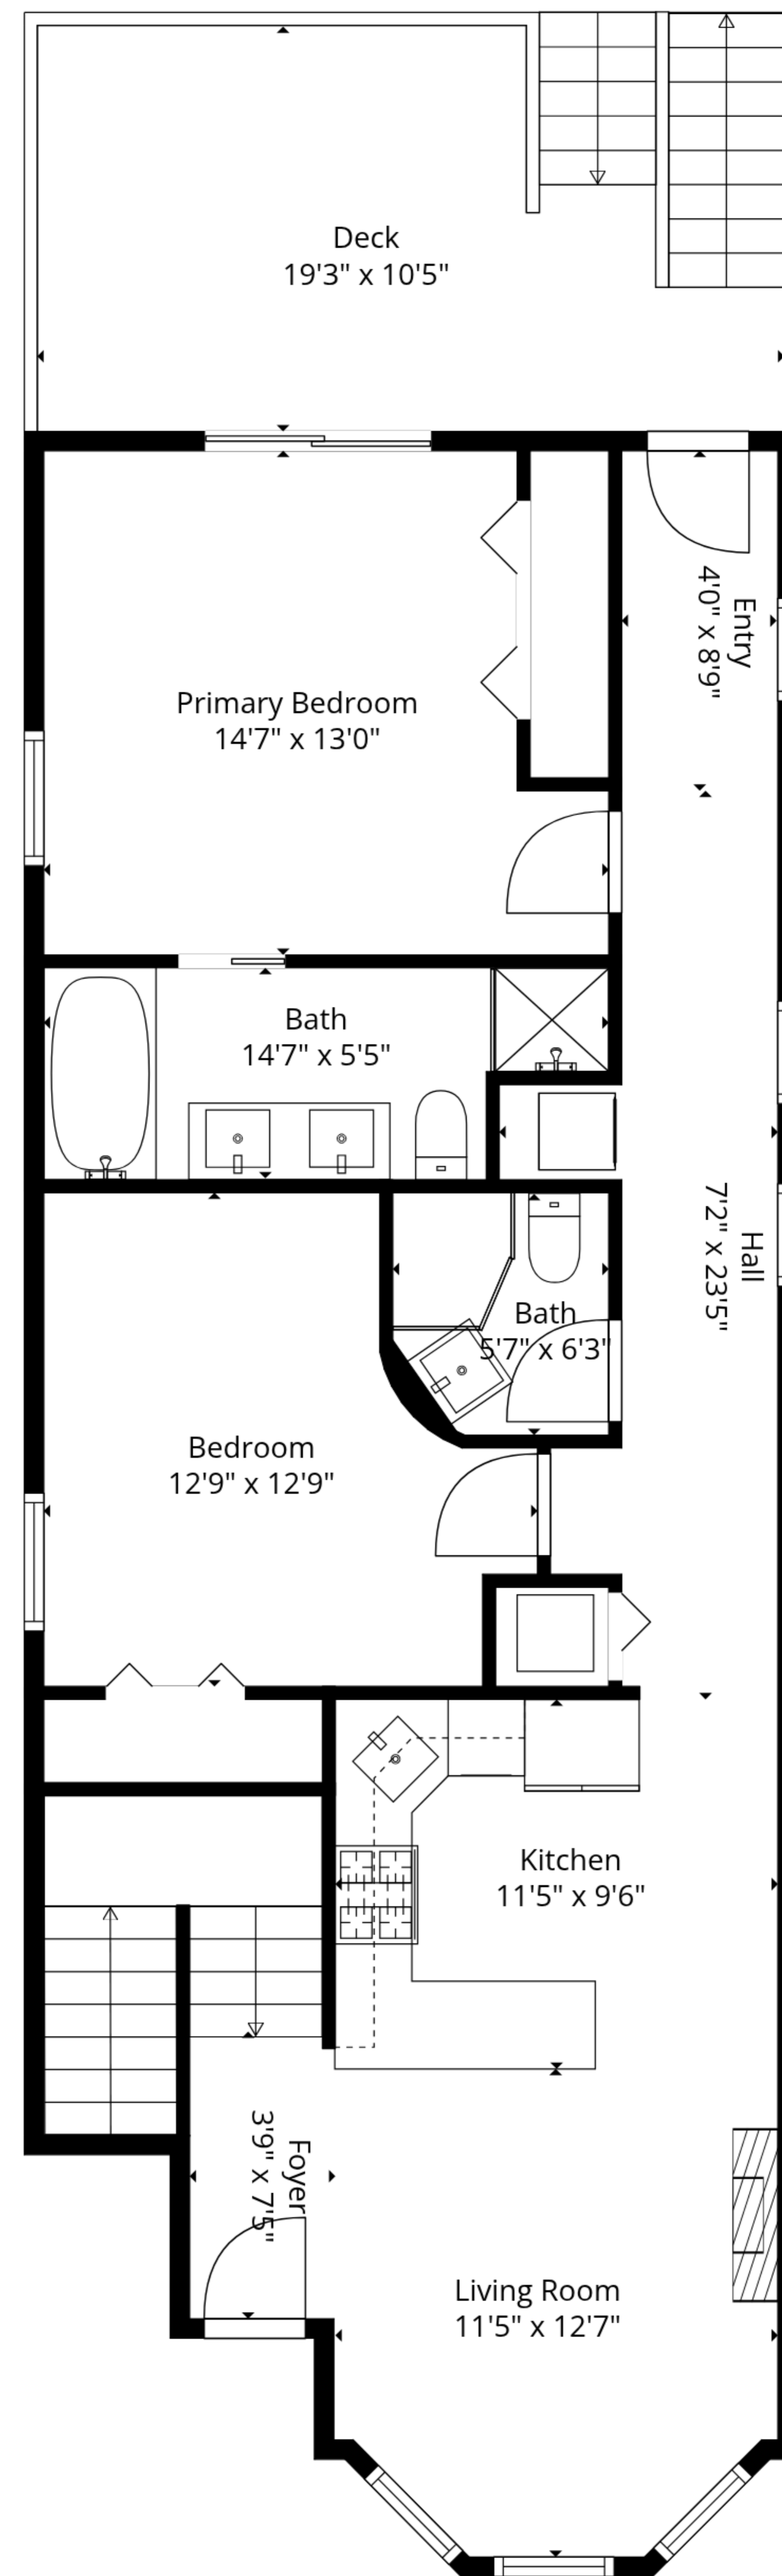 Deck
19'3" x 10'5"
Entry
4'0" x 8'9"
Primary Bedroom
14'7" x 13'0"
Bath
14'7" x 5'5"
Hall
7'2" x 23'5"
Bath
5'7" x 6'3"
Bedroom
12'9" x 12'9"
Kitchen
11'5" x 9'6"
Foyer
3'9" x 7'5"
Living Room
11'5" x 12'7"